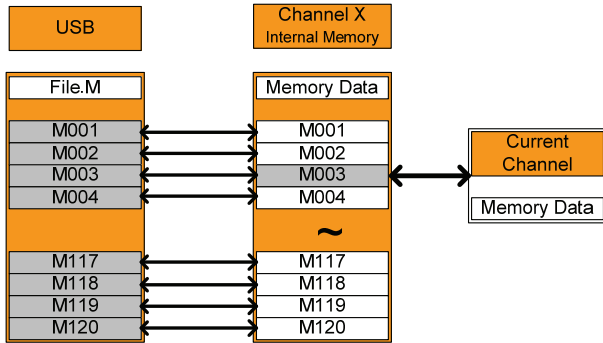 USB
Channel X
Internal Memory
File.M
Memory Data
M001
M001
M002
M002
M003
M003
M004
M004
~
M117
M117
M118
M118
M119
M119
M120
M120
Current
Channel
Memory Data